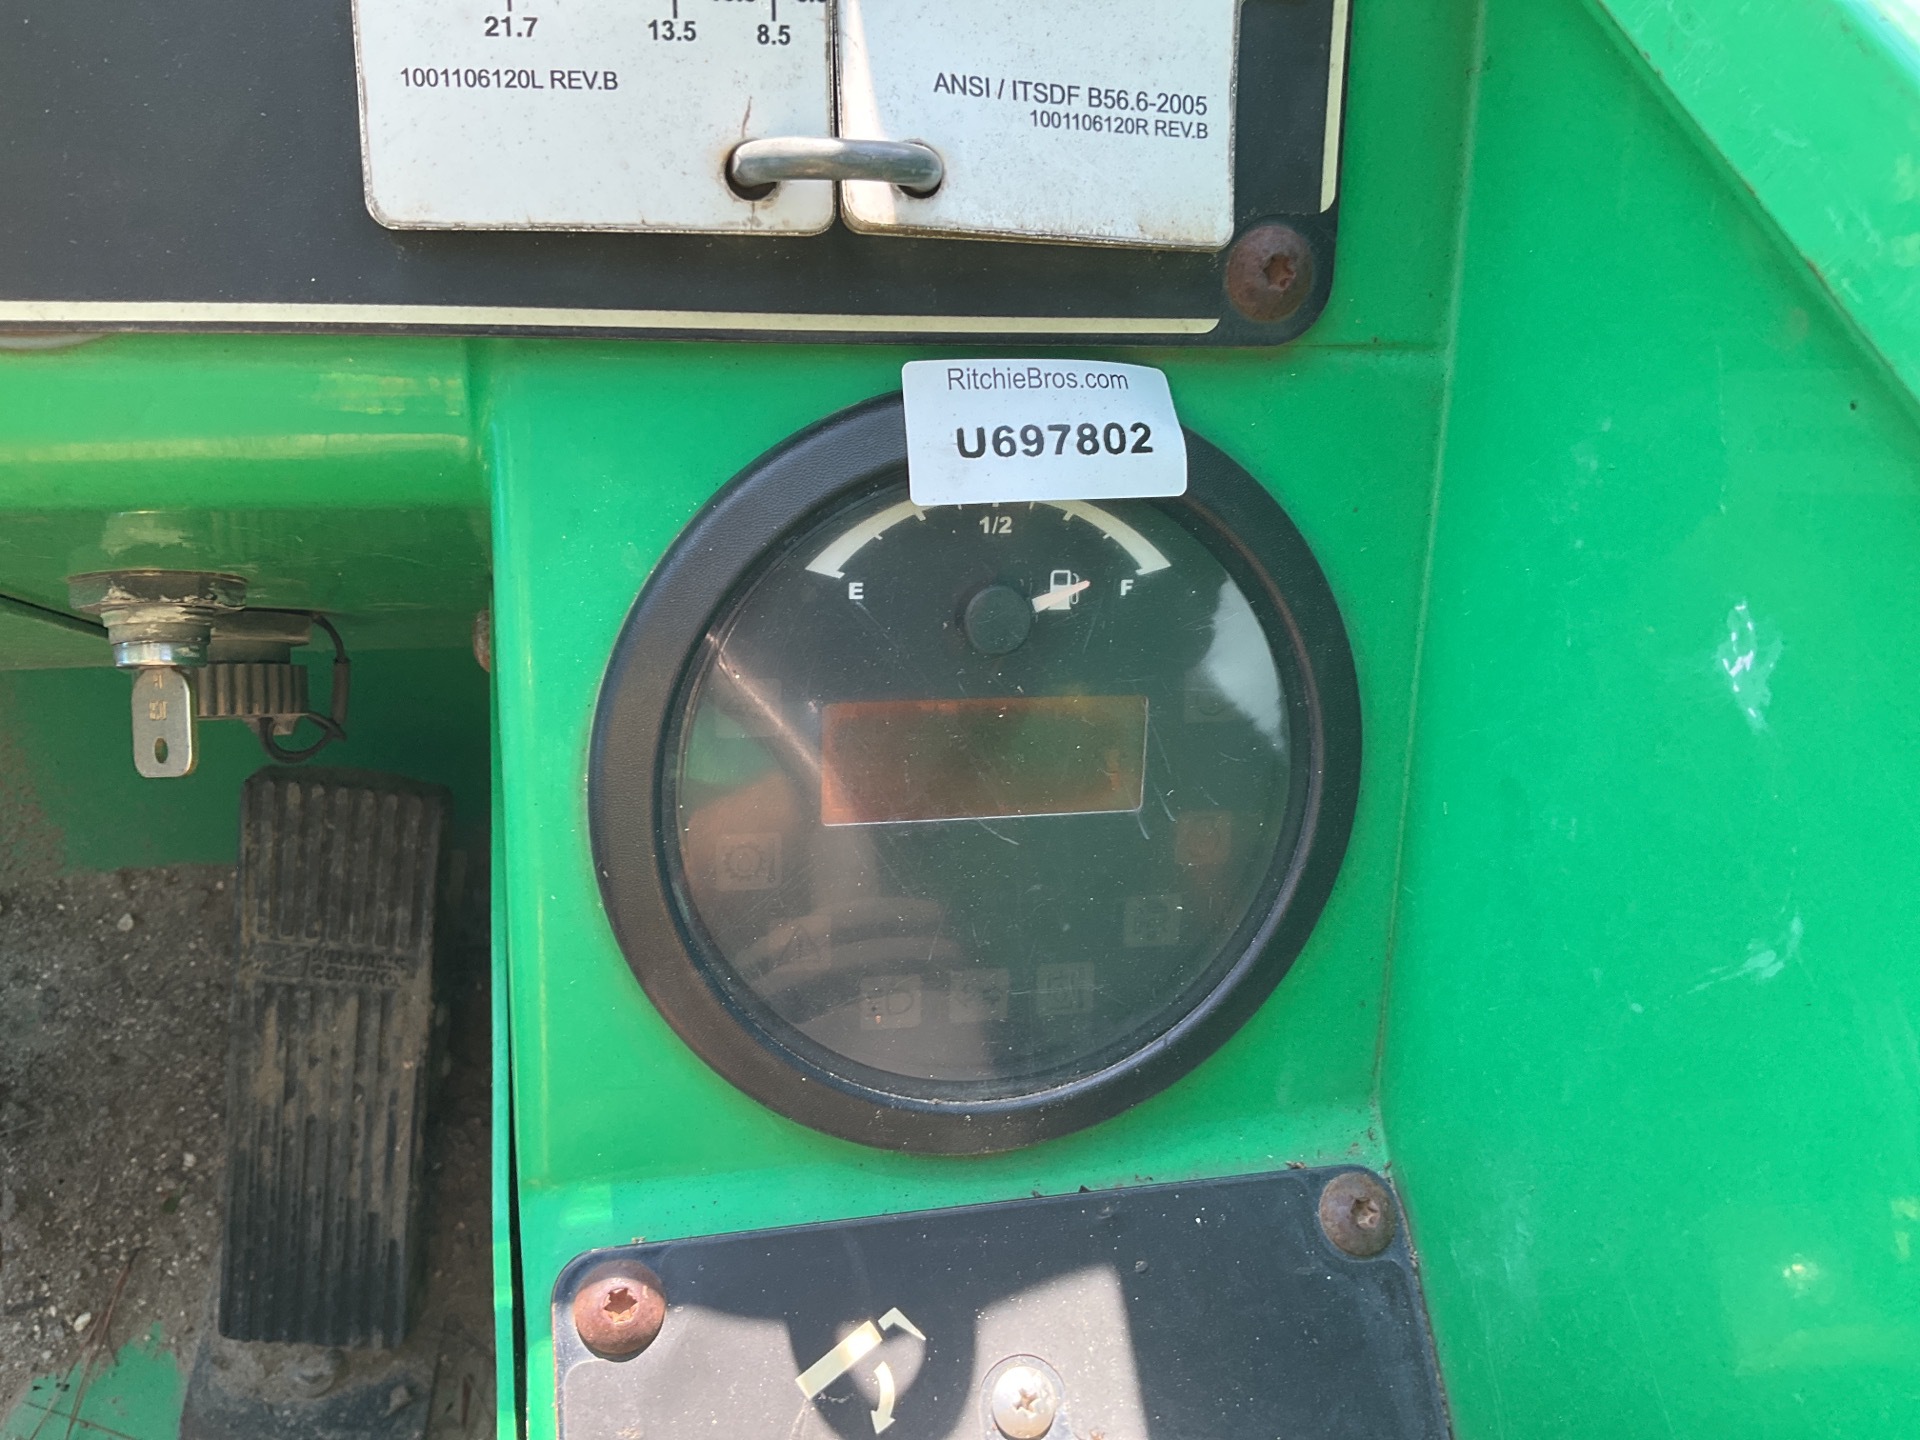 21.7
13.5
8.5
1001106120L REV.B
ANSI / ITSDF B56.6-2005
1001106120R REV.B
RitchieBros.com
U697802
1/2
E
F